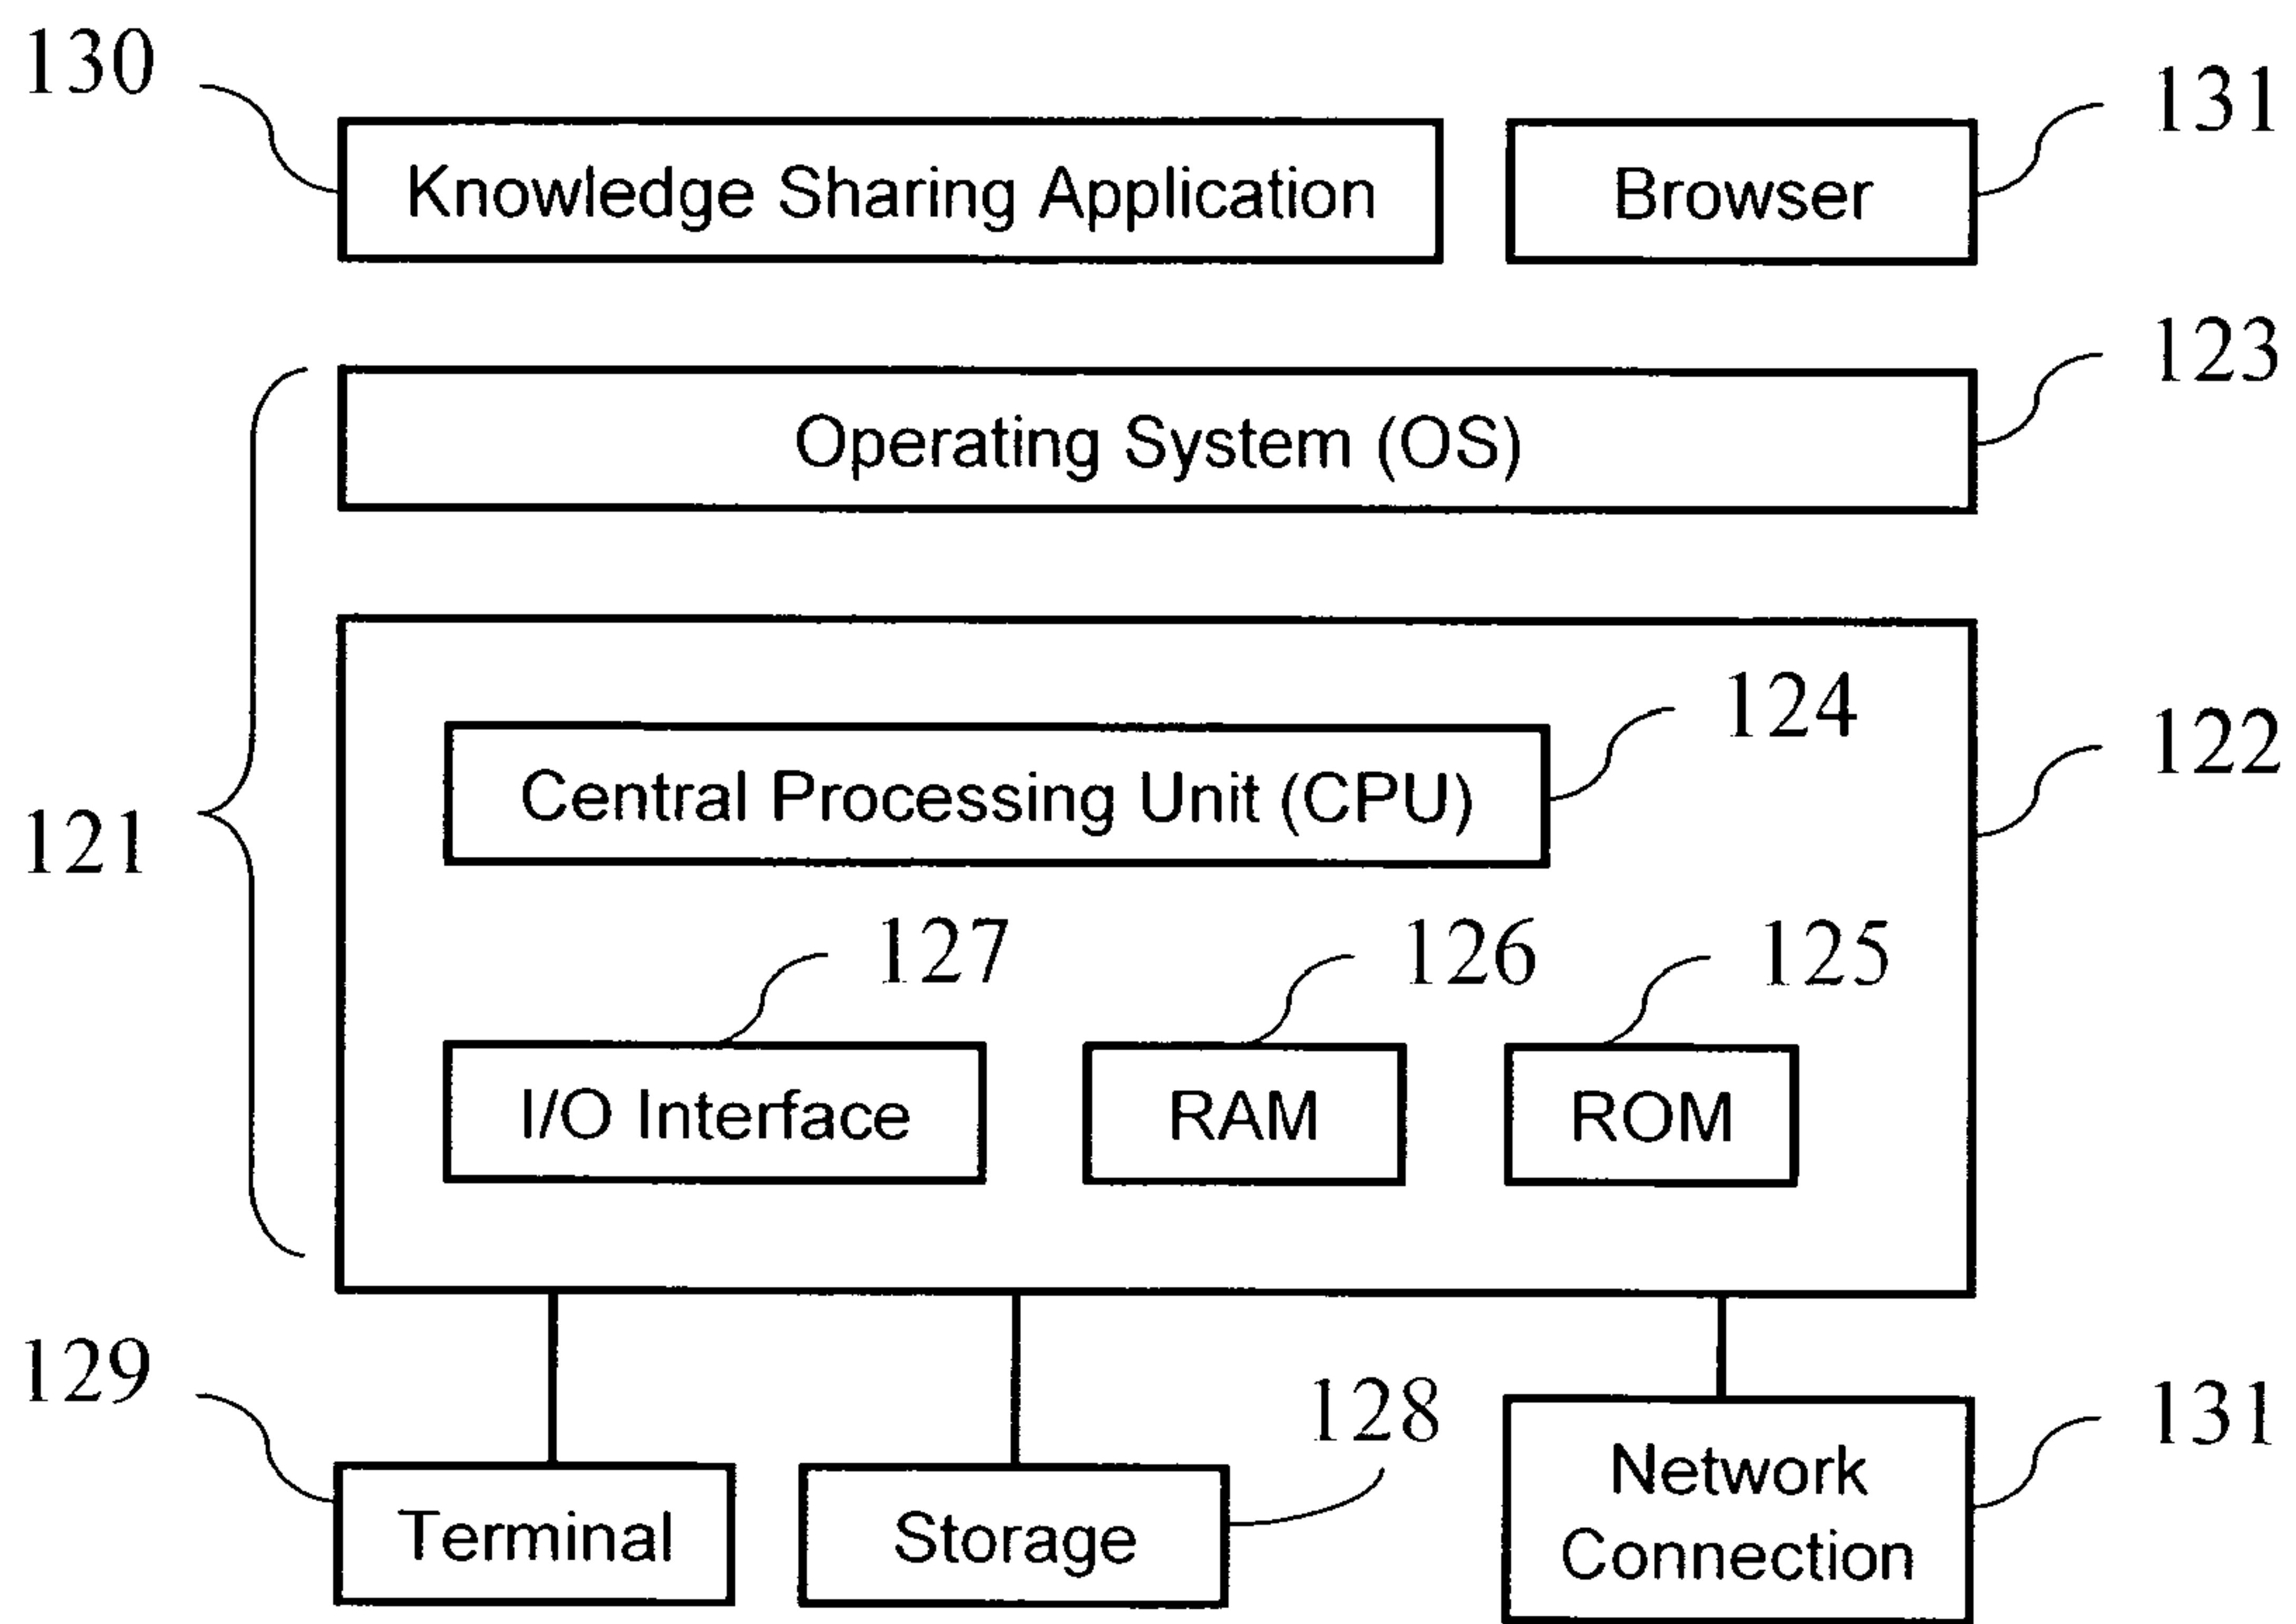 130
131
Knowledge Sharing Application
Browser
123
Operating System (OS)
124
122
Central Processing Unit (CPU)
121
127
126
125
I/O Interface
RAM
ROM
129
128
131
Terminal
Storage
Network
Connection